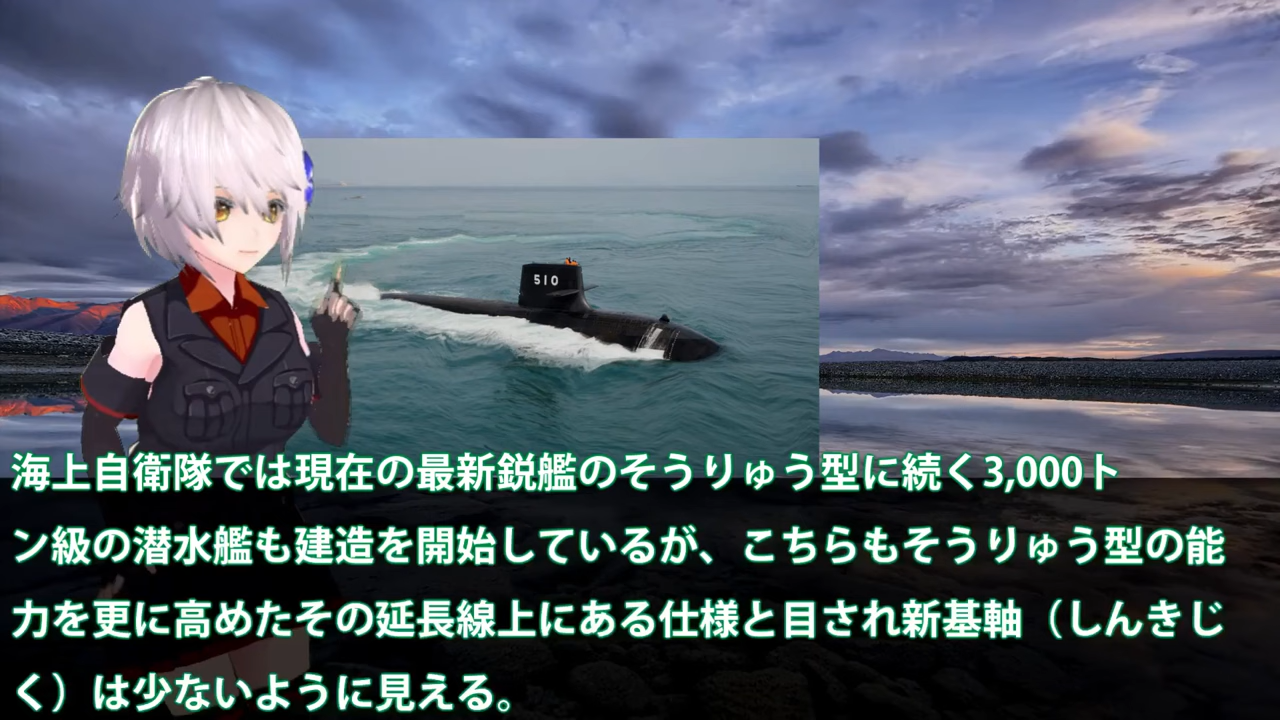 510
海上自衛隊では現在の最新鋭艦のそうりゅう型に続く3,000ト
ン級の潜水艦も建造を開始しているが、こちらもそうりゅう型の能
力を更に高めたその延長線上にある仕様と目され新基軸（しんきじ
く）は少ないように見える。